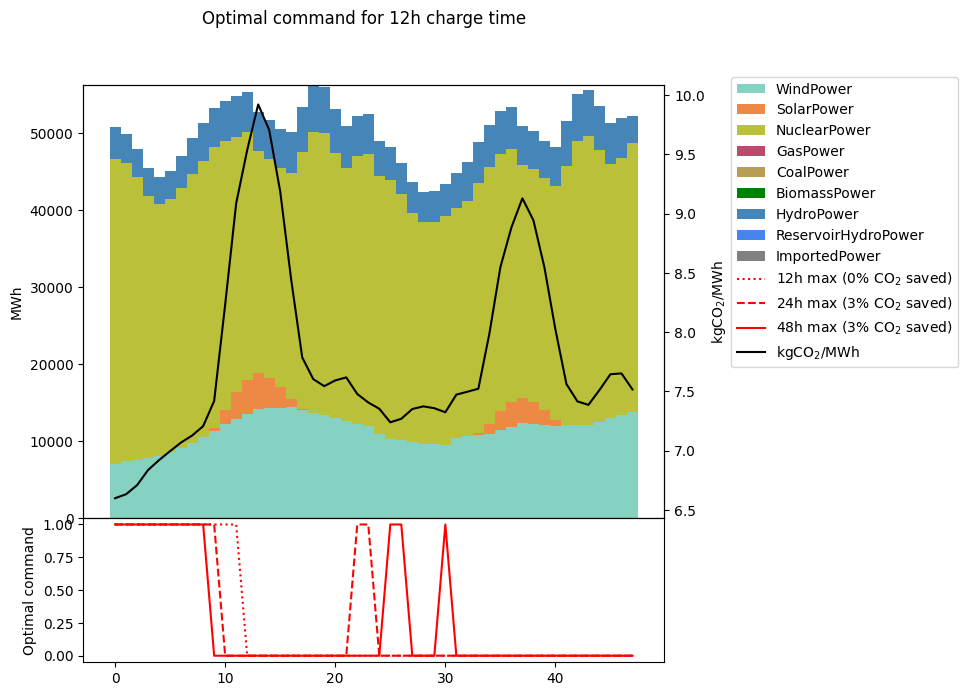 Optimal command for 12h charge time
MWh
50000
40000
30000
20000
10000
0
10.0
9.5
9.0
8.5
8.0
7.5
7.0
6.5
kgCO₂/MWh
WindPower
SolarPower
NuclearPower
GasPower
CoalPower
BiomassPower
HydroPower
ReservoirHydroPower
ImportedPower
12h max (0% CO₂ saved)
24h max (3% CO₂ saved)
48h max (3% CO₂ saved)
kgCO₂/MWh
Optimal command
1.00
0.75
0.50
0.25
0.00
0
10
20
30
40